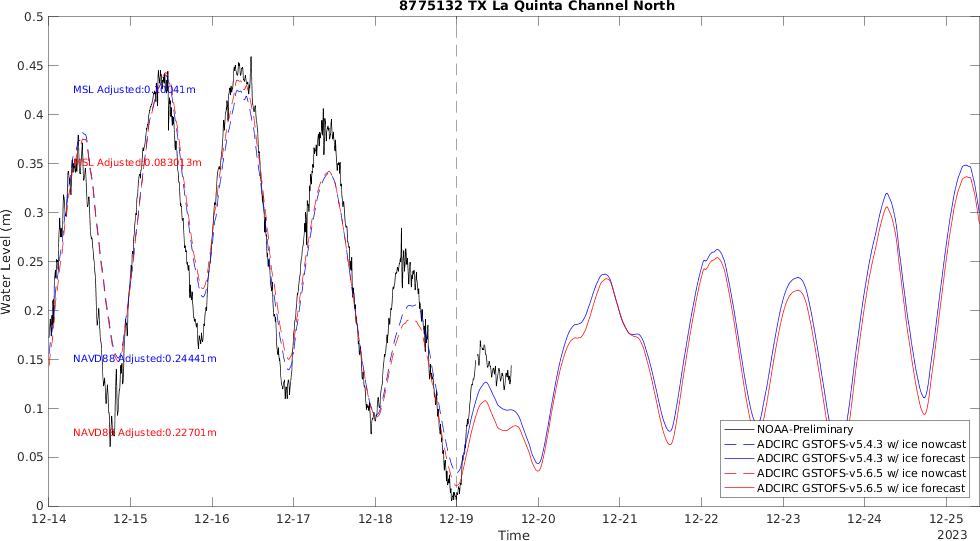 8775132 TX La Quinta Channel North
Water Level (m)
0.5
0.45
0.4
0.35
0.3
0.25
0.2
0.15
0.1
0.05
0
MSL Adjusted:0.10041m
MSL Adjusted:0.083013m
NAVD88 Adjusted:0.24441m
NAVD88 Adjusted:0.22701m
NOAA-Preliminary
ADCIRC GSTOFS-v5.4.3 w/ ice nowcast
ADCIRC GSTOFS-v5.4.3 w/ ice forecast
ADCIRC GSTOFS-v5.6.5 w/ ice nowcast
ADCIRC GSTOFS-v5.6.5 w/ ice forecast
12-14 12-15 12-16 12-17 12-18 12-19 12-20 12-21 12-22 12-23 12-24 12-25
Time
2023